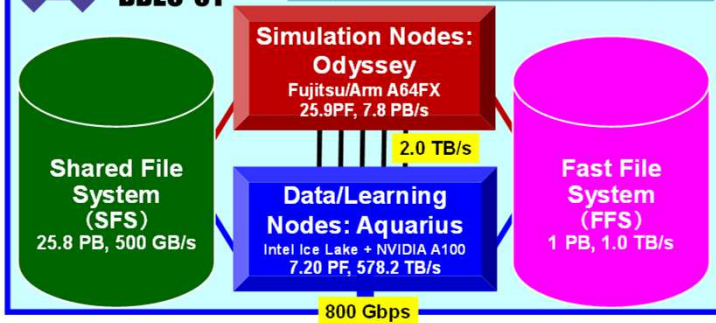 Simulation Nodes:
Odyssey
Fujitsu/Arm A64FX
25.9PF, 7.8 PB/s
2.0 TB/s
Shared File
System
(SFS)
25.8 PB, 500 GB/s
Data/Learning
Nodes: Aquarius
Intel Ice Lake + NVIDIA A100
7.20 PF, 578.2 TB/s
Fast File
System
(FFS)
1 PB, 1.0 TB/s
800 Gbps